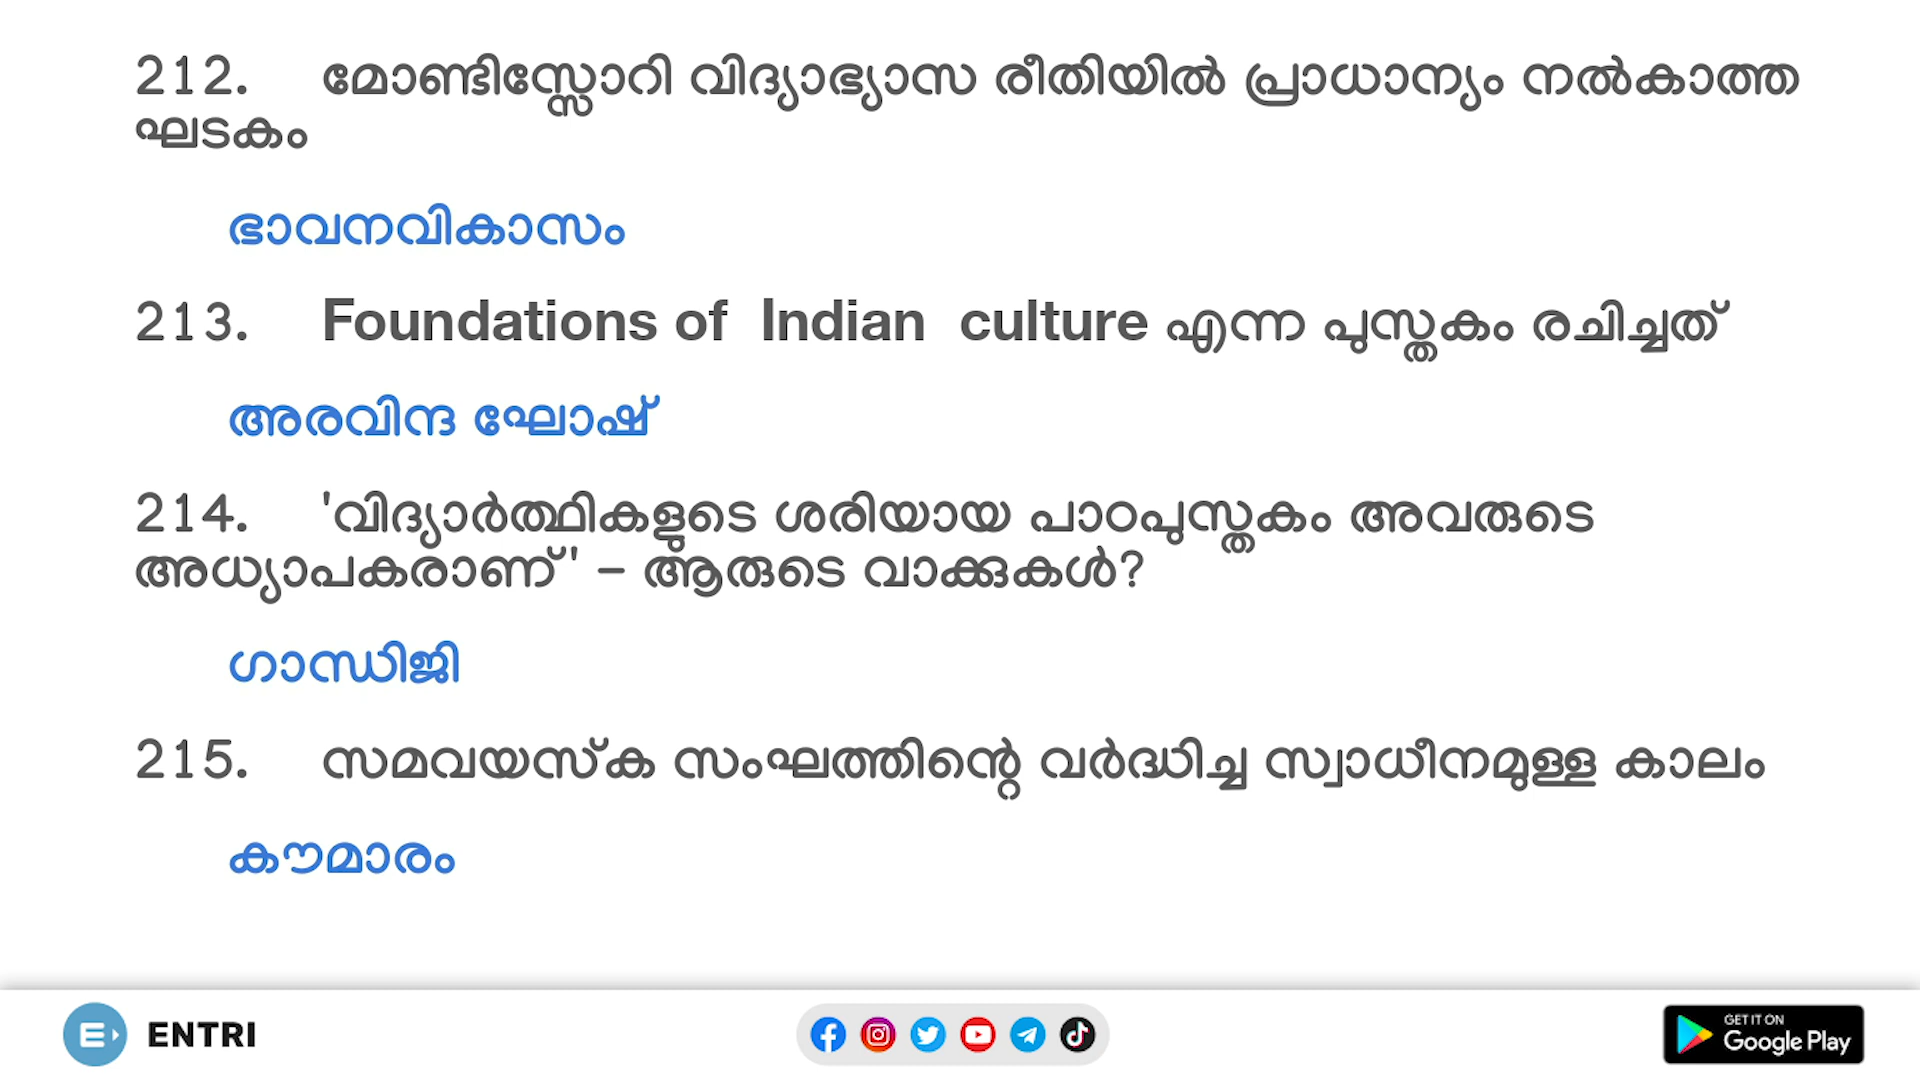 212. മോണ്ടിസ്സോറി വിദ്യാഭ്യാസ രീതിയിൽ പ്രാധാന്യം നൽകാത്ത
ഘടകം
ഭാവനവികാസം
213. Foundations of Indian culture എന്ന പുസ്തകം രചിച്ചത്
അരവിന്ദ ഘോഷ്
214. 'വിദ്യാർത്ഥികളുടെ ശരിയായ പാഠപുസ്തകം അവരുടെ
അധ്യാപകരാണ്' – ആരുടെ വാക്കുകൾ?
ഗാന്ധിജി
215. സമവയസ്ക സംഘത്തിന്റെ വർദ്ധിച്ച സ്വാധീനമുള്ള കാലം
കൗമാരം
E ENTRI
GET IT ON
Google Play